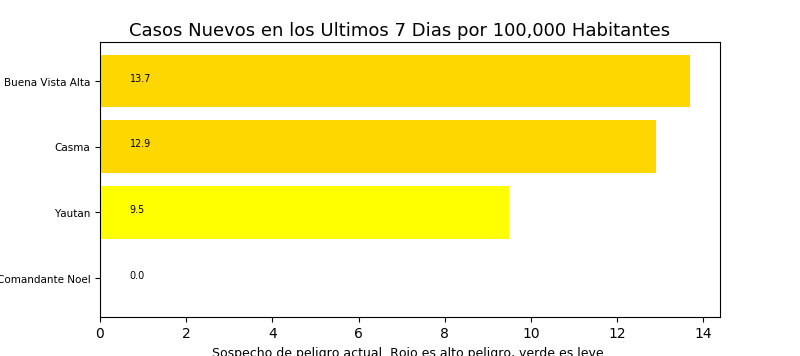 Casos Nuevos en los Ultimos 7 Dias por 100,000 Habitantes
Buena Vista Alta 13.7
Casma 12.9
Yautan 9.5
Comandante Noel 0.0
0 2 4 6 8 10 12 14
Sospecho de peligro actual. Rojo es alto peligro, verde es leve